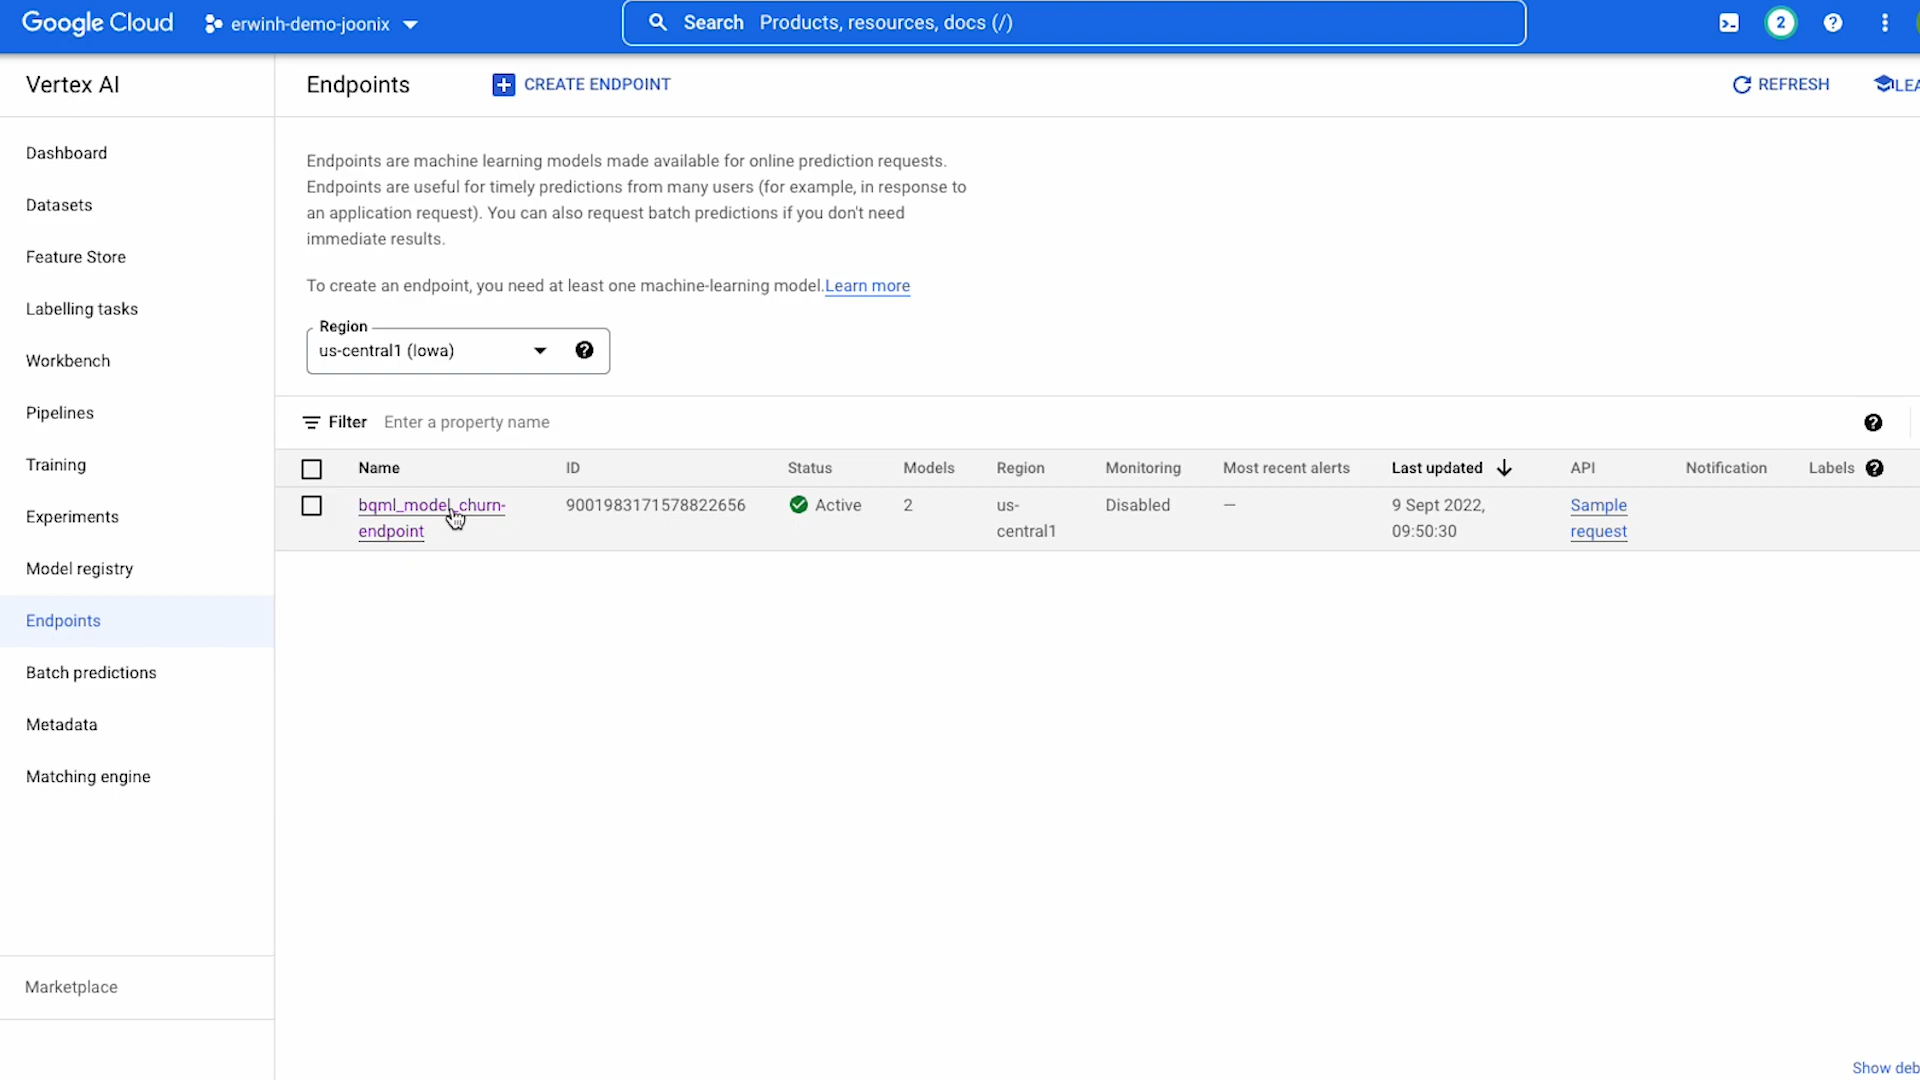 Google Cloud
erwinh-demo-joonix
Search Products, resources, docs (/)
2
Vertex AI
Endpoints
CREATE ENDPOINT
REFRESH
Dashboard
Datasets
Feature Store
Labelling tasks
Workbench
Pipelines
Training
Experiments
Model registry
Endpoints
Batch predictions
Metadata
Matching engine
Marketplace
Endpoints are machine learning models made available for online prediction requests.
Endpoints are useful for timely predictions from many users (for example, in response to
an application request). You can also request batch predictions if you don't need
immediate results.
To create an endpoint, you need at least one machine-learning model. Learn more
Region
us-central1 (Iowa)
Filter Enter a property name
Name ID Status Models Region Monitoring Most recent alerts Last updated API Notification Labels
bqml_model_churn- 9001983171578822656 Active 2 us- Disabled — 9 Sept 2022, Sample
endpoint central1 09:50:30 request
Show